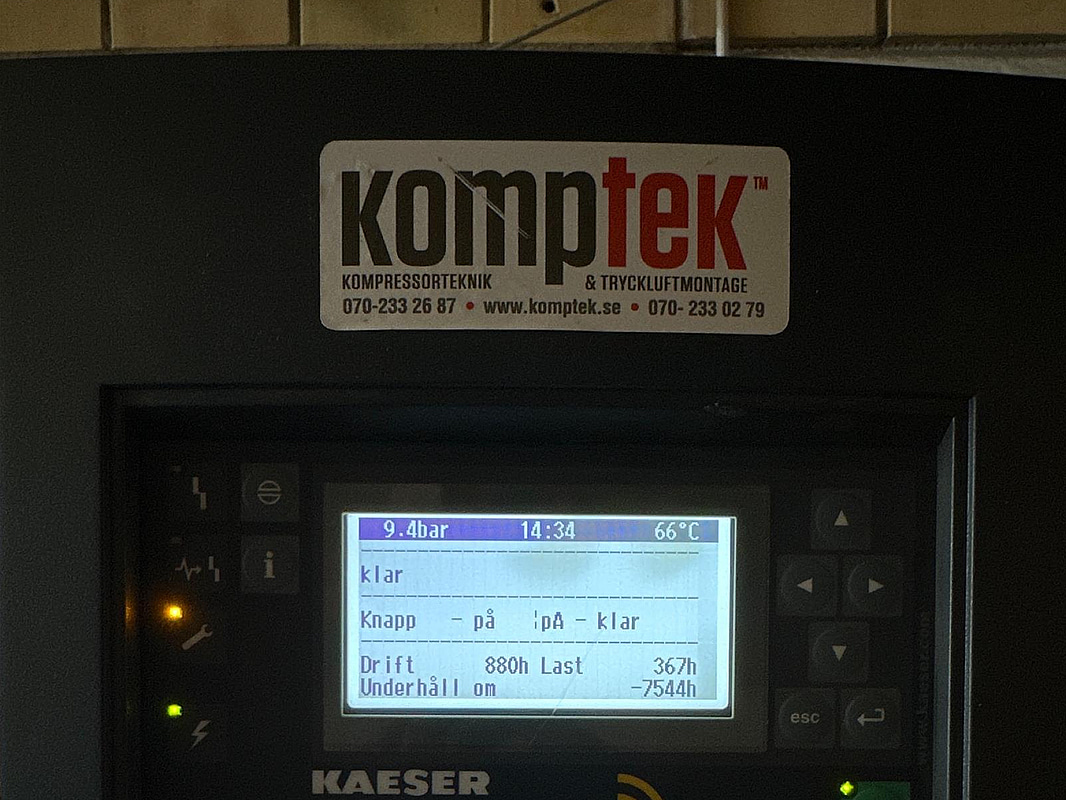 komptek™
KOMPRESSORTEKNIK & TRYCKLUFTMONTAGE
070-233 26 87 • www.komptek.se • 070- 233 02 79
9.4bar 14:34 66°C
klar
Knapp - på ¦pA - klar
Drift 880h Last 367h
Underhåll om -7544h
i
esc
KAESER